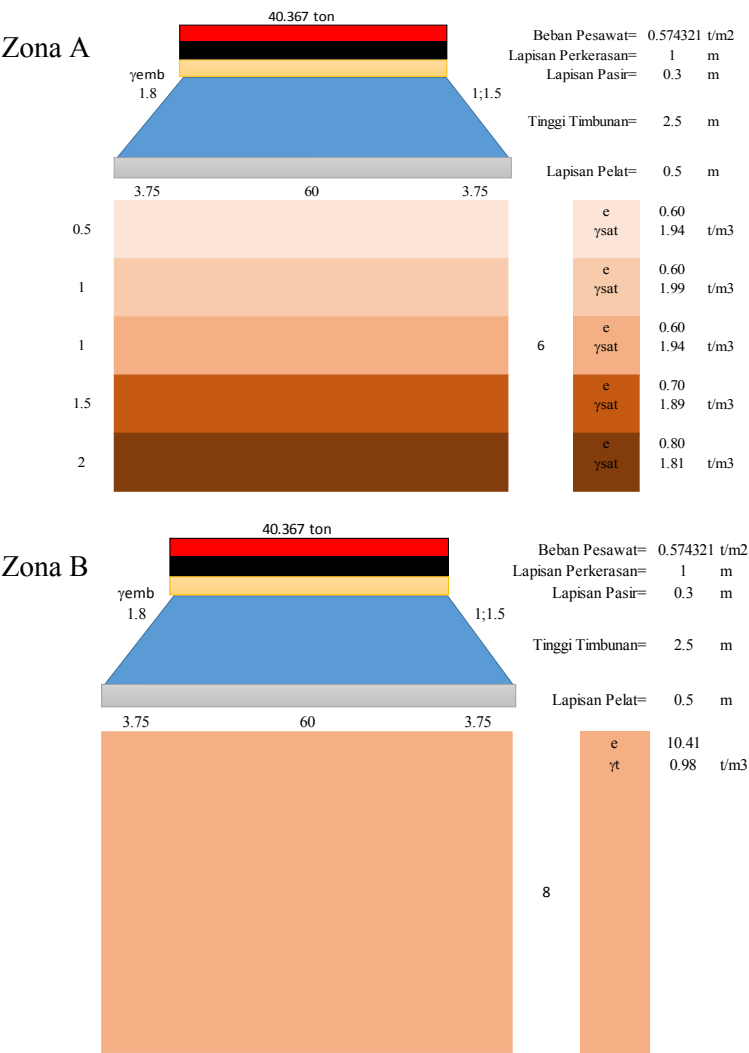 40.367 ton
Zona A
Beban Pesawat= 0.574321 t/m2
Lapisan Perkerasan= 1 m
Lapisan Pasir= 0.3 m
γemb
1.8
1;1.5
Tinggi Timbunan= 2.5 m
Lapisan Pelat= 0.5 m
3.75 60 3.75
e 0.60
0.5 γsat 1.94 t/m3
e 0.60
1 γsat 1.99 t/m3
e 0.60
1 6 γsat 1.94 t/m3
e 0.70
1.5 γsat 1.89 t/m3
e 0.80
2 γsat 1.81 t/m3
40.367 ton
Zona B
Beban Pesawat= 0.574321 t/m2
Lapisan Perkerasan= 1 m
Lapisan Pasir= 0.3 m
γemb
1.8
1;1.5
Tinggi Timbunan= 2.5 m
Lapisan Pelat= 0.5 m
3.75 60 3.75
e 10.41
γt 0.98 t/m3
8